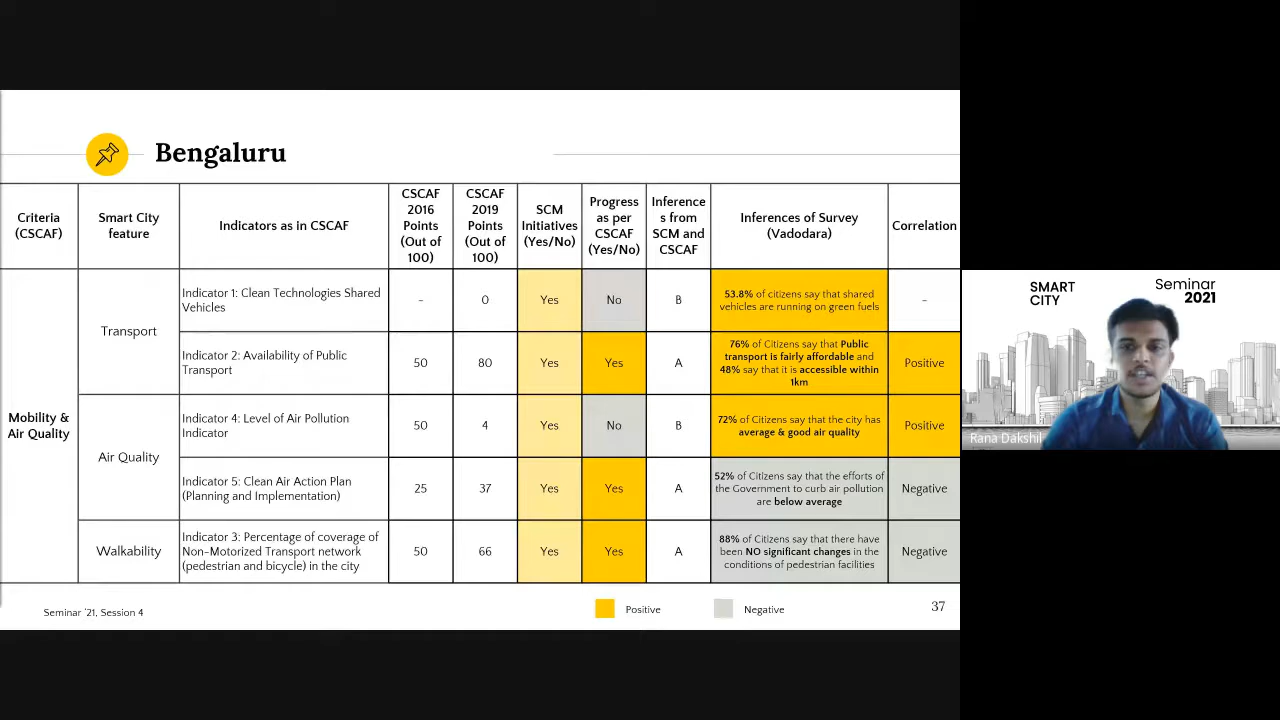 Bengaluru
Criteria
(CSCAF)
Smart City
feature
Indicators as in CSCAF
CSCAF
2016
Points
(Out of
100)
CSCAF
2019
Points
(Out of
100)
SCM
Initiatives
(Yes/No)
Progress
as per
CSCAF
(Yes/No)
Inference
s from
SCM and
CSCAF
Inferences of Survey
(Vadodara)
Correlation
Mobility &
Air Quality
Transport
Indicator 1: Clean Technologies Shared
Vehicles
-
0
Yes
No
B
53.8% of citizens say that shared
vehicles are running on green fuels
-
Indicator 2: Availability of Public
Transport
50
80
Yes
Yes
A
76% of Citizens say that Public
transport is fairly affordable and
48% say that it is accessible within
1km
Positive
Air Quality
Indicator 4: Level of Air Pollution
Indicator
50
4
Yes
No
B
72% of Citizens say that the city has
average & good air quality
Positive
Indicator 5: Clean Air Action Plan
(Planning and Implementation)
25
37
Yes
Yes
A
52% of Citizens say that the efforts of
the Government to curb air pollution
are below average
Negative
Walkability
Indicator 3: Percentage of coverage of
Non-Motorized Transport network
(pedestrian and bicycle) in the city
50
66
Yes
Yes
A
88% of Citizens say that there have
been NO significant changes in the
conditions of pedestrian facilities
Negative
Seminar '21, Session 4
Positive
Negative
37
SMART
CITY
Seminar
2021
Rana Dakshil